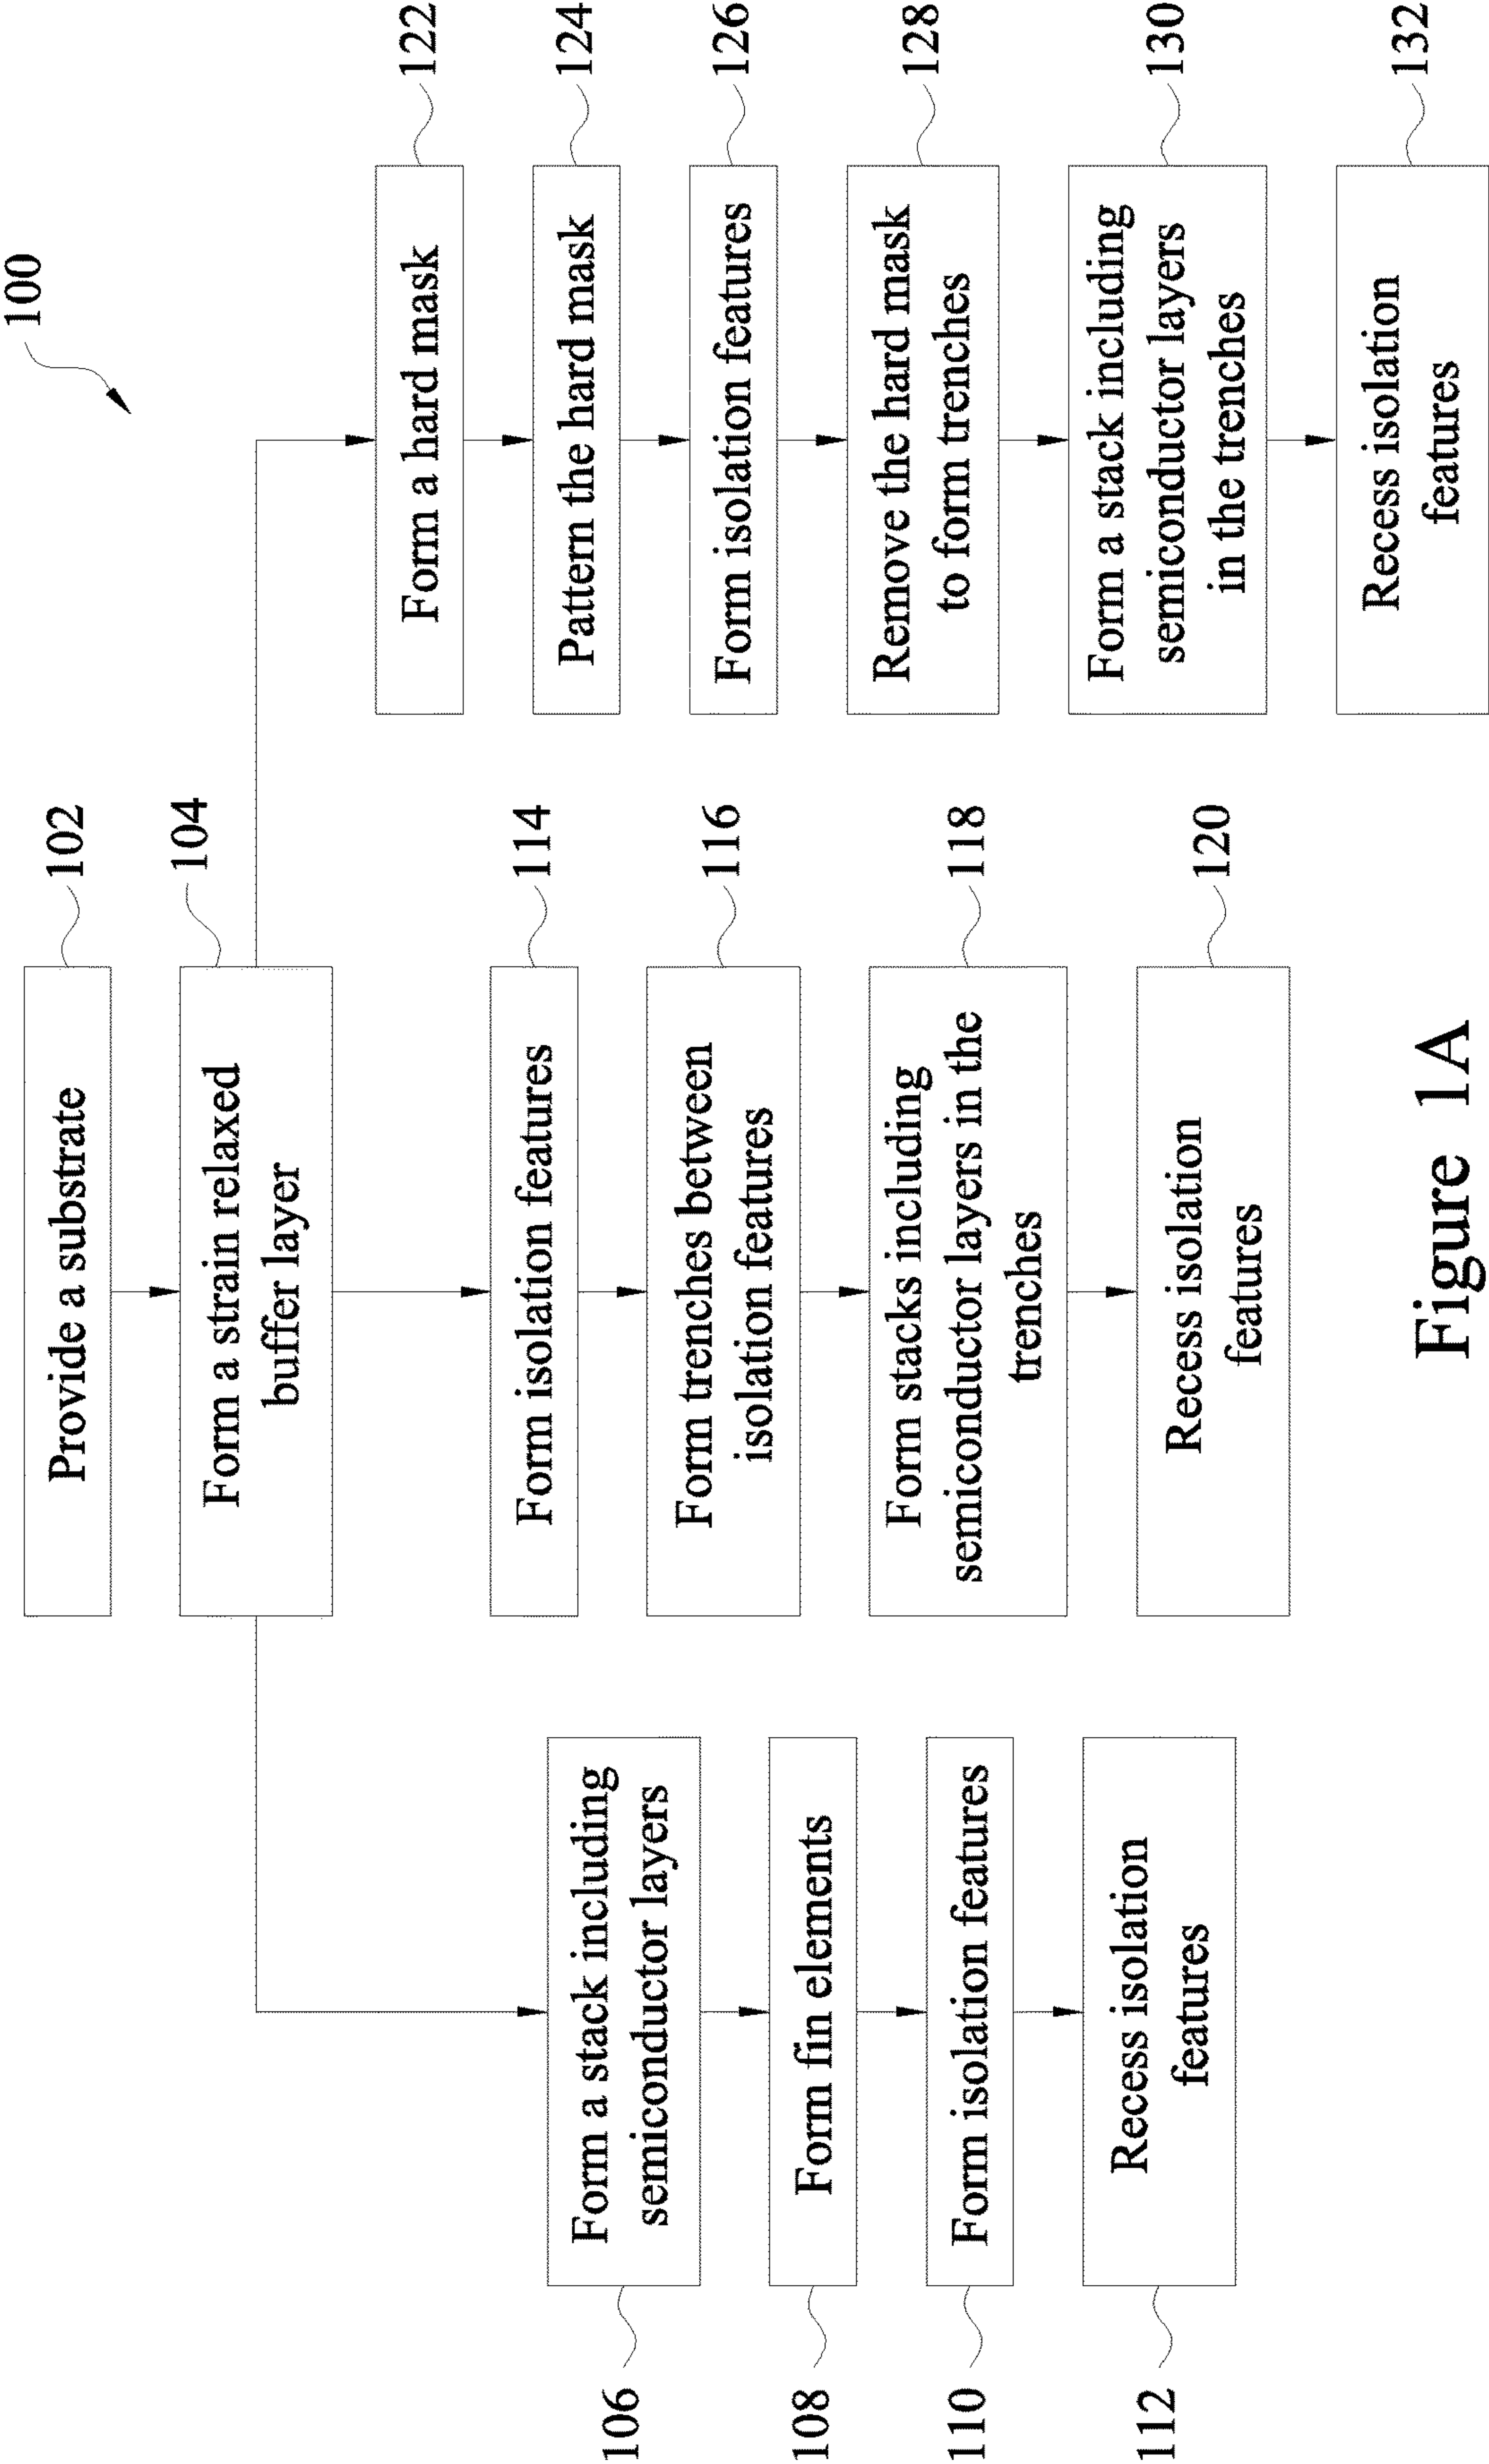 100
Provide a substrate
102
Form a strain relaxed
buffer layer
104
Form a stack including
semiconductor layers
106
Form fin elements
108
Form isolation features
110
Recess isolation
features
112
Form isolation features
114
Form trenches between
isolation features
116
Form stacks including
semiconductor layers in the
trenches
118
Recess isolation
features
120
Form a hard mask
122
Pattern the hard mask
124
Form isolation features
126
Remove the hard mask
to form trenches
128
Form a stack including
semiconductor layers
in the trenches
130
Recess isolation
features
132
Figure 1A